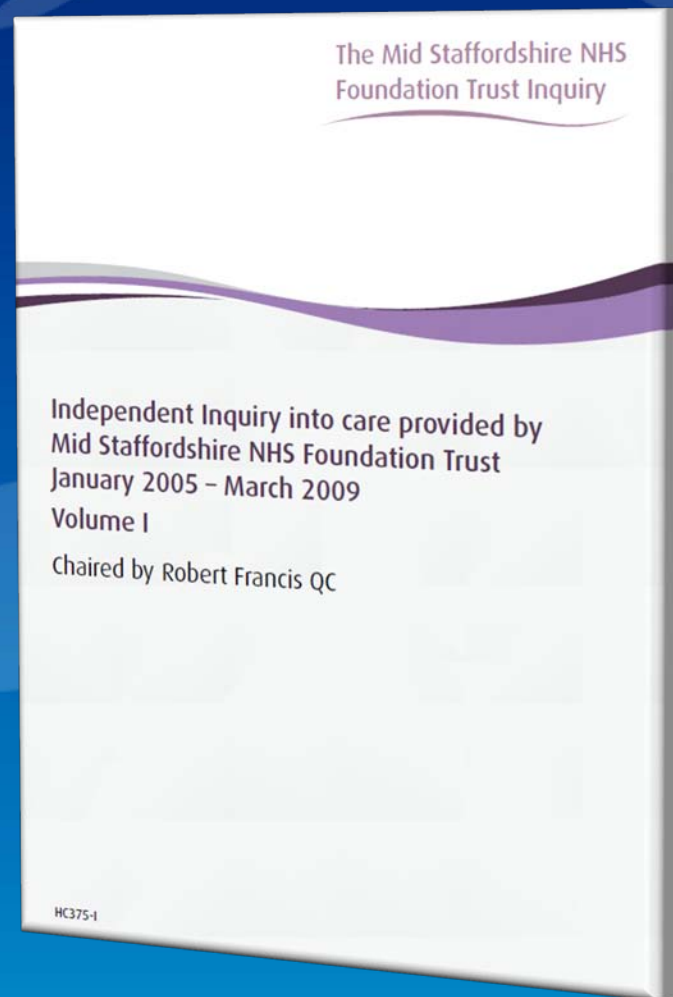 The Mid Staffordshire NHS
Foundation Trust Inquiry
Independent Inquiry into care provided by
Mid Staffordshire NHS Foundation Trust
January 2005 – March 2009
Volume I
Chaired by Robert Francis QC
HC375-I